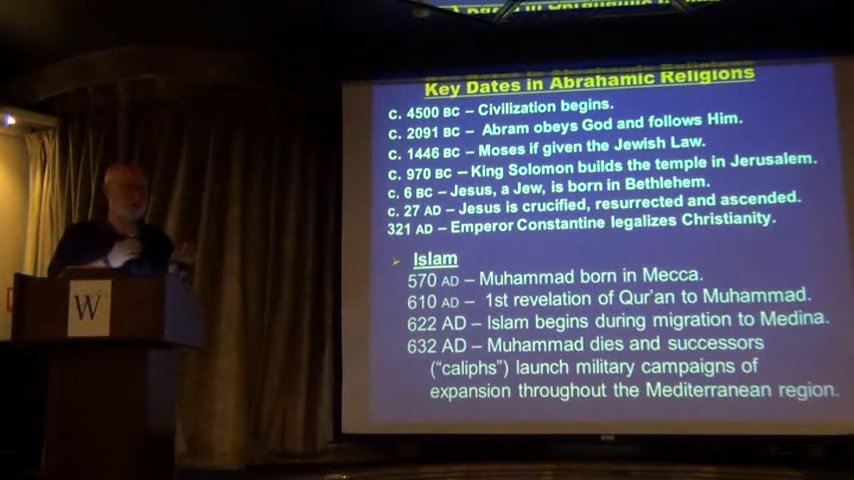 Key Dates in Abrahamic Religions
c. 4500 BC – Civilization begins.
c. 2091 BC – Abram obeys God and follows Him.
c. 1446 BC – Moses if given the Jewish Law.
c. 970 BC – King Solomon builds the temple in Jerusalem.
c. 6 BC – Jesus, a Jew, is born in Bethlehem.
c. 27 AD – Jesus is crucified, resurrected and ascended.
321 AD – Emperor Constantine legalizes Christianity.
Islam
570 AD – Muhammad born in Mecca.
610 AD – 1st revelation of Qur'an to Muhammad.
622 AD – Islam begins during migration to Medina.
632 AD – Muhammad dies and successors
("caliphs") launch military campaigns of
expansion throughout the Mediterranean region.
W